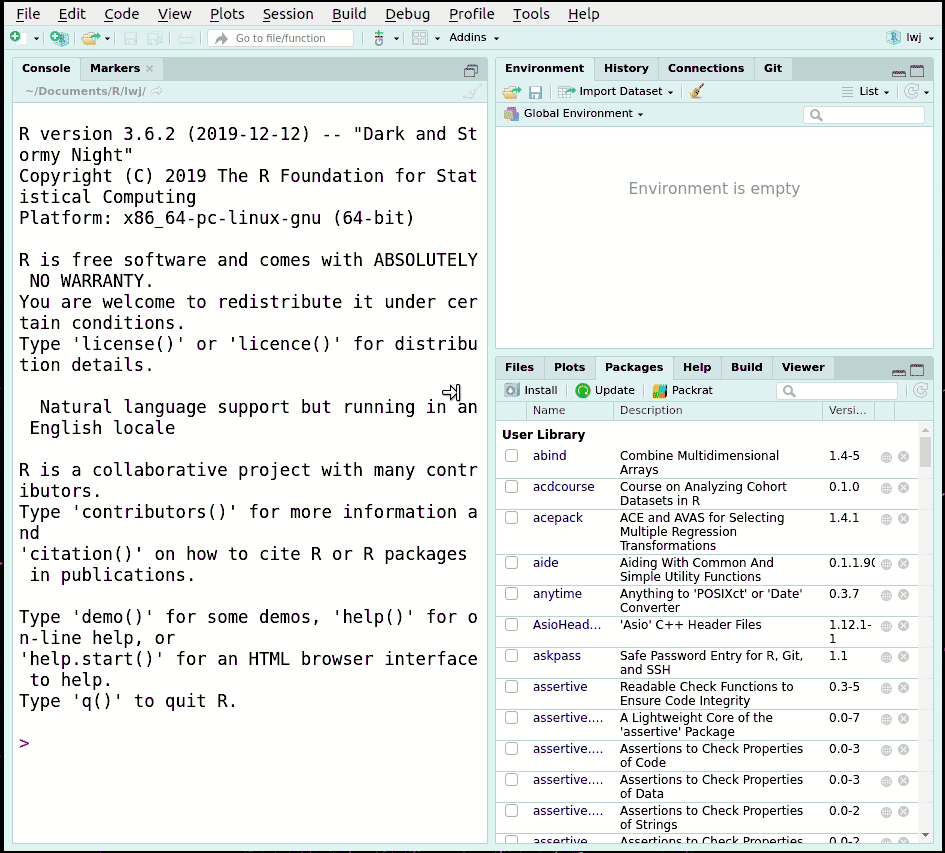 File Edit Code View Plots Session Build Debug Profile Tools Help
Go to file/function Addins lwj
Console Markers
~/Documents/R/lwj/
R version 3.6.2 (2019-12-12) -- "Dark and St
ormy Night"
Copyright (C) 2019 The R Foundation for Stat
istical Computing
Platform: x86_64-pc-linux-gnu (64-bit)
R is free software and comes with ABSOLUTELY
NO WARRANTY.
You are welcome to redistribute it under cer
tain conditions.
Type 'license()' or 'licence()' for distribu
tion details.
Natural language support but running in an
English locale
R is a collaborative project with many contr
ibutors.
Type 'contributors()' for more information a
nd
'citation()' on how to cite R or R packages
in publications.
Type 'demo()' for some demos, 'help()' for o
n-line help, or
'help.start()' for an HTML browser interface
to help.
Type 'q()' to quit R.
>
Environment History Connections Git
Import Dataset List
Global Environment
Environment is empty
Files Plots Packages Help Build Viewer
Install Update Packrat
Name Description Versi...
User Library
abind Combine Multidimensional 1.4-5
Arrays
acdcourse Course on Analyzing Cohort 0.1.0
Datasets in R
acepack ACE and AVAS for Selecting 1.4.1
Multiple Regression
Transformations
aide Aiding With Common And 0.1.1.90
Simple Utility Functions
anytime Anything to 'POSIXct' or 'Date' 0.3.7
Converter
AsioHead... 'Asio' C++ Header Files 1.12.1-
1
askpass Safe Password Entry for R, Git, 1.1
and SSH
assertive Readable Check Functions to 0.3-5
Ensure Code Integrity
assertive.... A Lightweight Core of the 0.0-7
'assertive' Package
assertive.... Assertions to Check Properties 0.0-3
of Code
assertive.... Assertions to Check Properties 0.0-3
of Data
assertive.... Assertions to Check Properties 0.0-2
of Strings
assertive Assertions to Check Properties 0.0-2